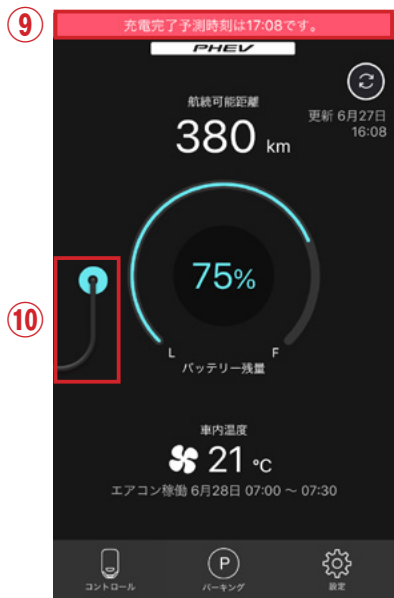 ⑨
充電完了予測時刻は17:08です。
PHEV
航続可能距離
380 km
更新 6月27日
16:08
⑩
75%
L
F
バッテリー残量
車内温度
21 ℃
エアコン稼働 6月28日 07:00 ～ 07:30
P
コントロール
パーキング
設定